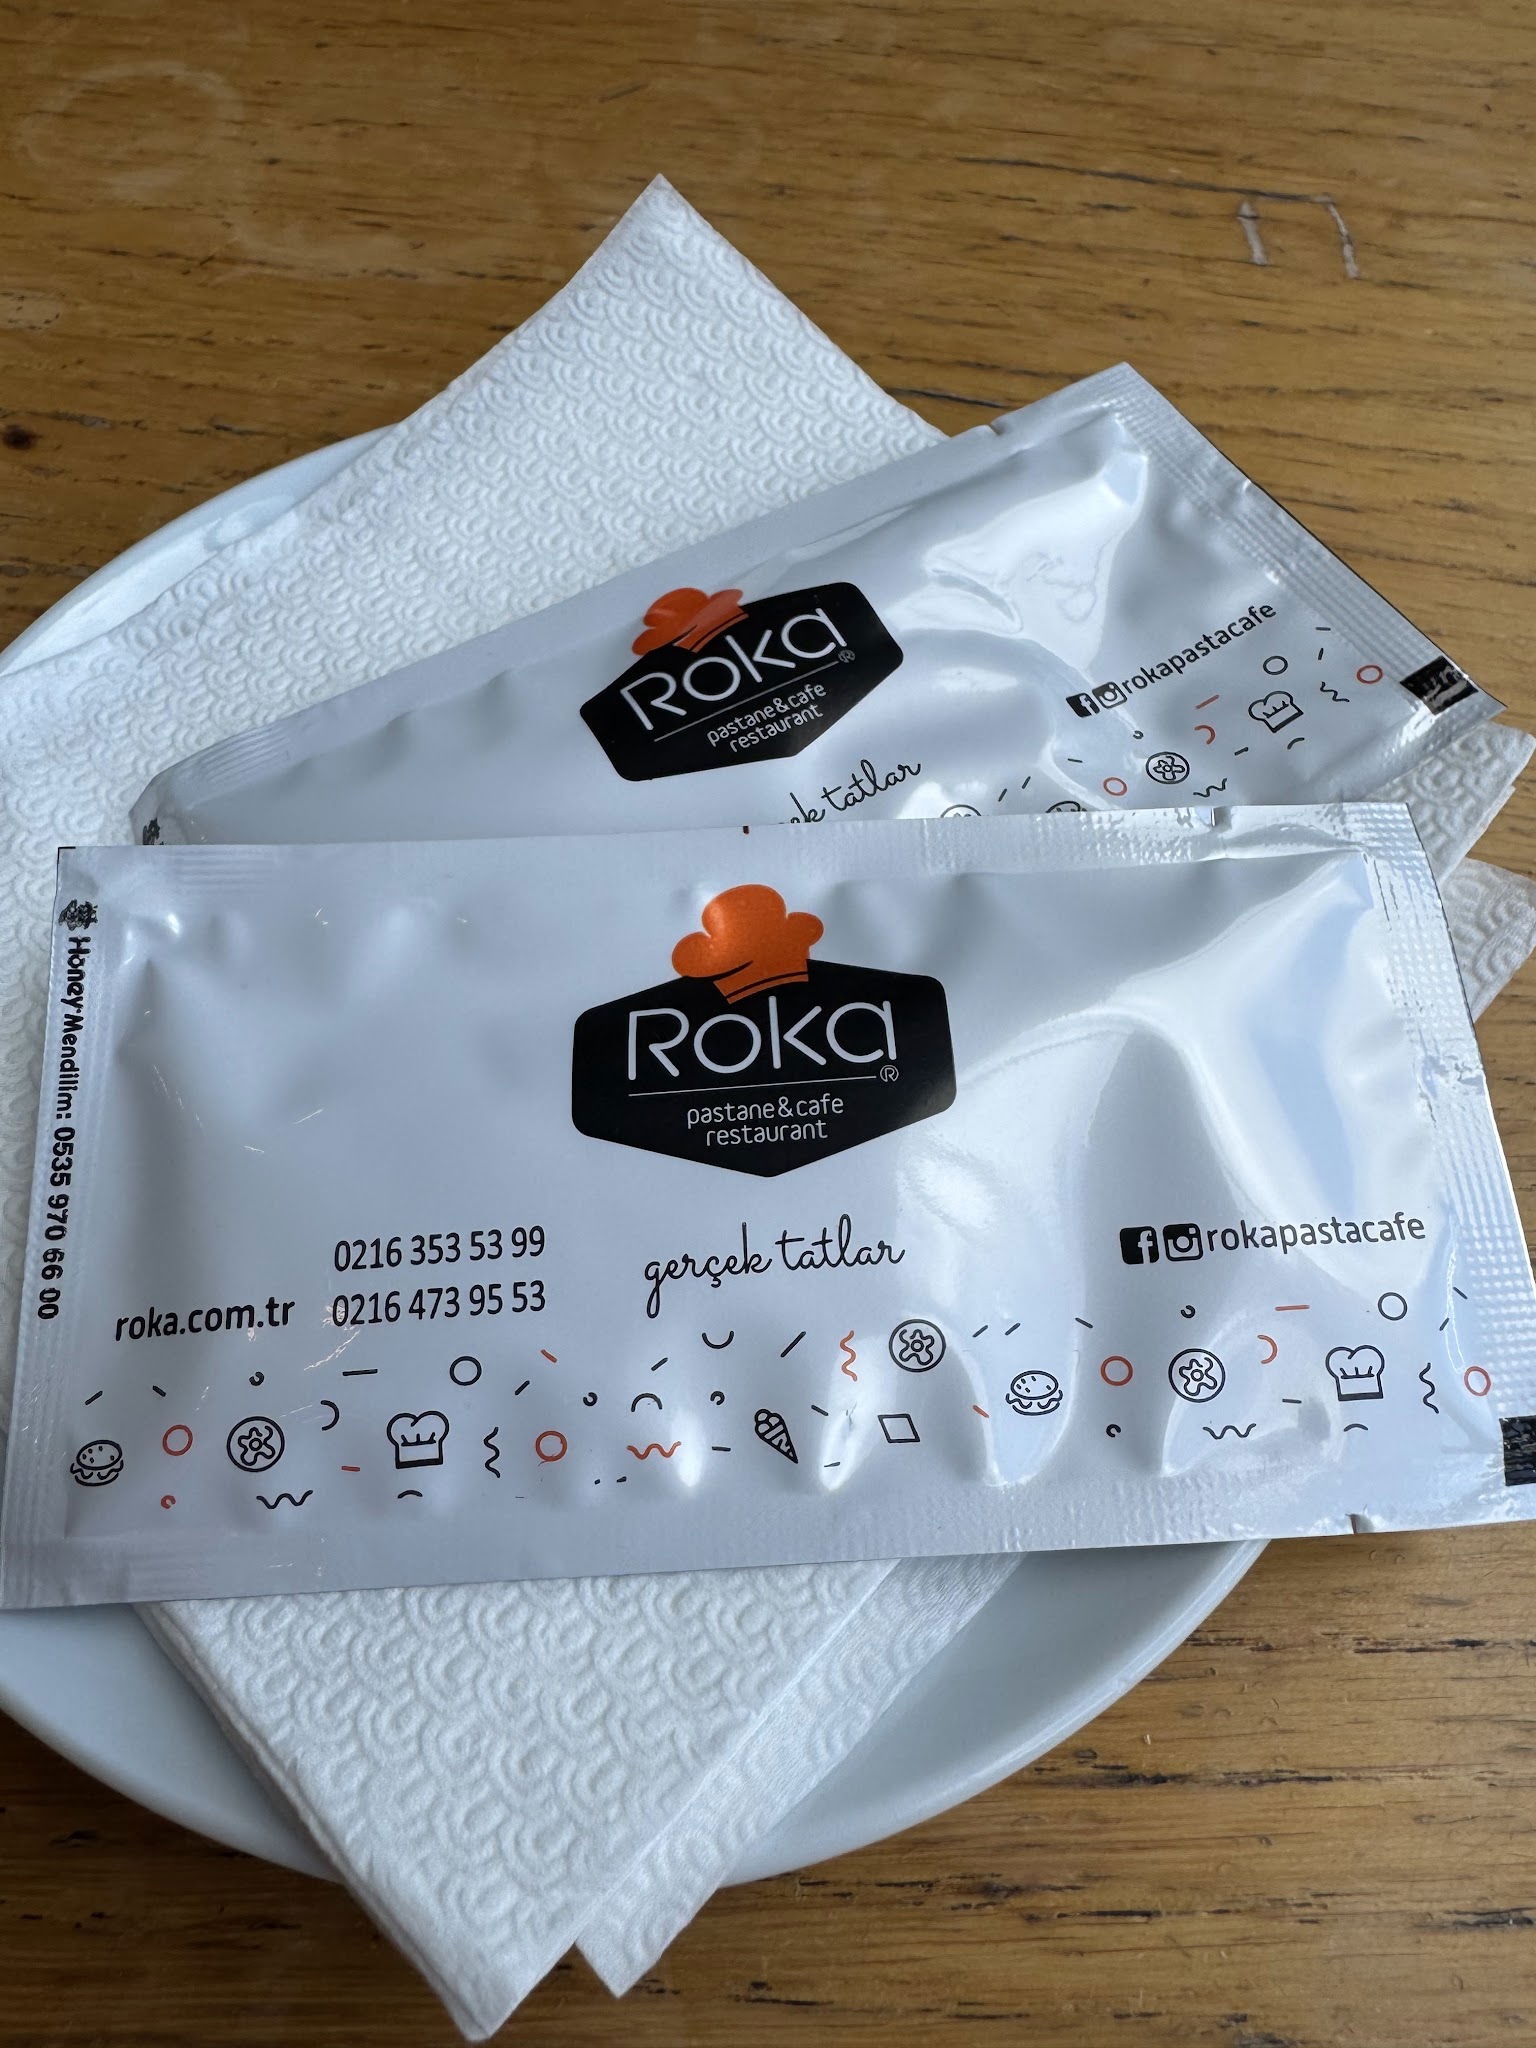 Roka
®
pastane&cafe
restaurant
rokapastacafe
tatlar
Roka
®
pastane&cafe
restaurant
Honey Mendilim: 0535 970 66 00
0216 353 53 99
0216 473 95 53
roka.com.tr
gerçek tatlar
rokapastacafe